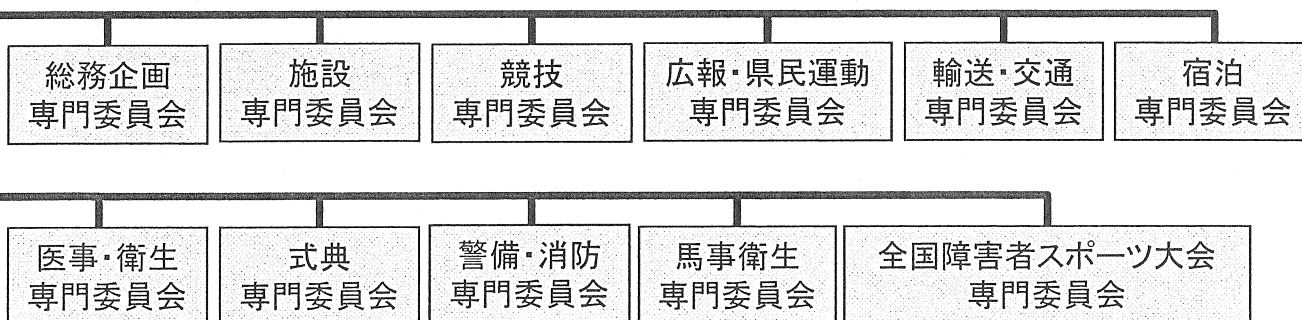 総務企画
専門委員会
施設
専門委員会
競技
専門委員会
広報・県民運動
専門委員会
輸送・交通
専門委員会
宿泊
専門委員会
医事・衛生
専門委員会
式典
専門委員会
警備・消防
専門委員会
馬事衛生
専門委員会
全国障害者スポーツ大会
専門委員会